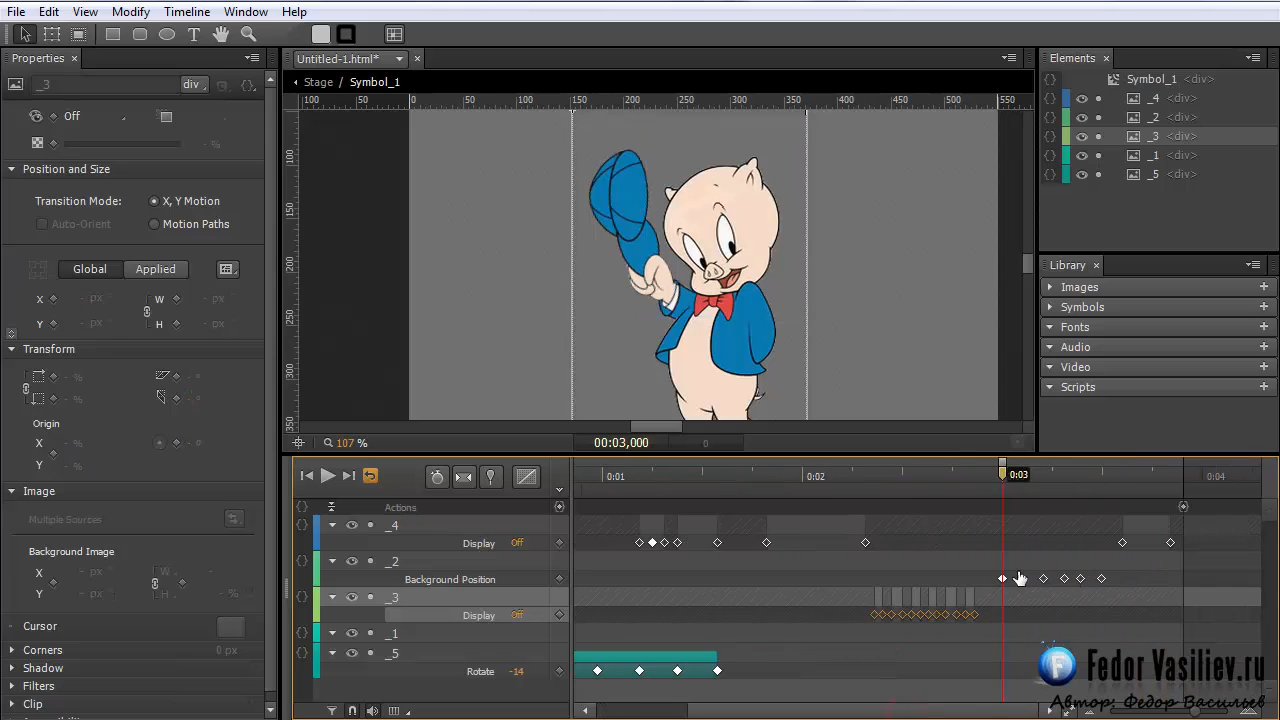 File Edit View Modify Timeline Window Help
T
Properties
Untitled-1.html*
Elements
_3 div
Stage / Symbol_1
Symbol_1 <div>
100 0 50 100 150 200 250 300 350 400 450 500 550
_4 <div>
Off
_2 <div>
- %
_3 <div>
100
_1 <div>
Position and Size
_5 <div>
Transition Mode: X, Y Motion
150
Auto-Orient Motion Paths
200
Global Applied
Library
250
Images
X - px W - px
Symbols
Y - px H - px
300
Fonts
Transform
Audio
- % - °
350
Video
- % - °
Scripts
Origin
X - % - °
107 % 00:03,000 0
Y - %
0:01 0:02 0:03 0:04
Image
Actions
Multiple Sources
_4
Display Off
Background Image
_2
X - px
Background Position
Y - px - %
_3
Display Off
Cursor
_1
Corners
_5
Shadow
Rotate -14
Filters
Clip
Fedor Vasiliev.ru
Автор: Федор Васильев